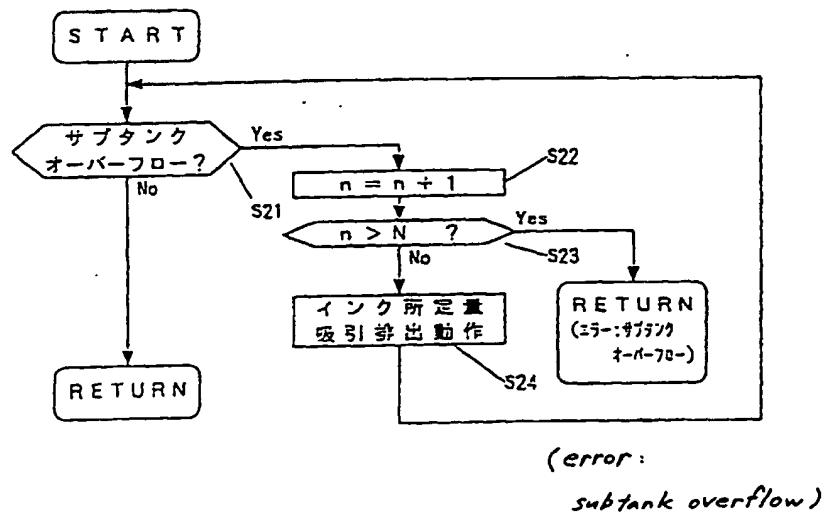 START
サブタンク
オーバーフロー?
Yes
No
S21
n = n + 1
S22
n > N ?
Yes
No
S23
インク所定量
吸引排出動作
S24
RETURN
(エラー:サブタンク
オーバーフロー)
RETURN
(error:
subtank overflow)